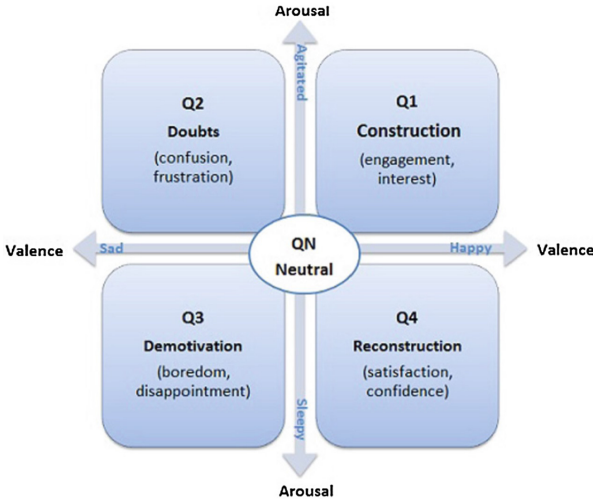 Arousal
Agitated
Q2
Doubts
(confusion,
frustration)
Q1
Construction
(engagement,
interest)
Valence
Sad
QN
Neutral
Happy
Valence
Q3
Demotivation
(boredom,
disappointment)
Q4
Reconstruction
(satisfaction,
confidence)
Sleepy
Arousal